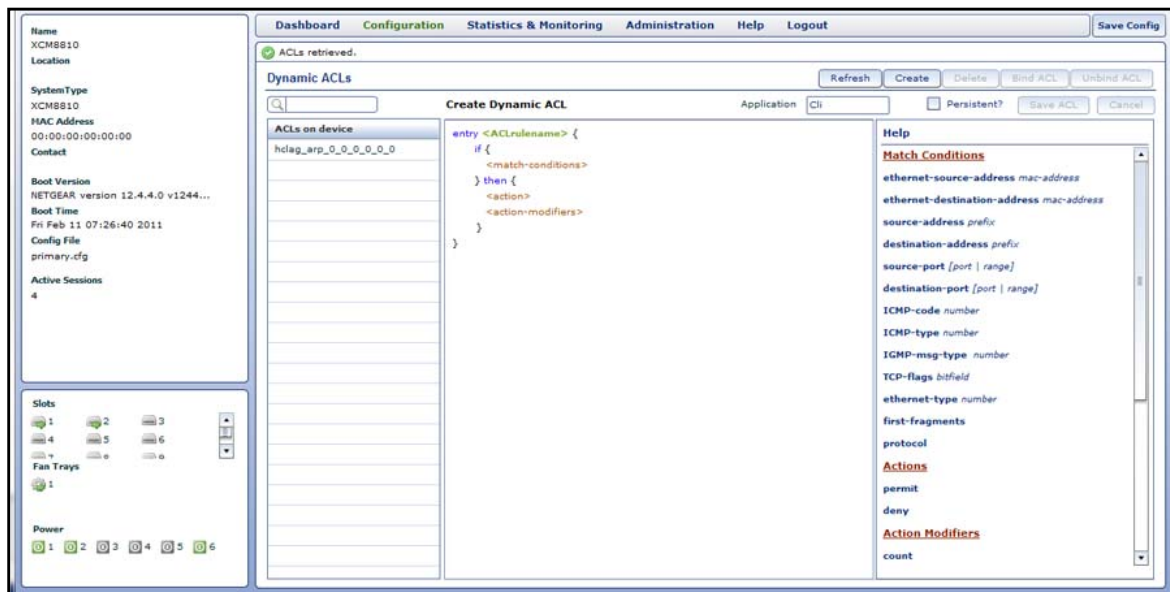 Name
XCM8810
Location
SystemType
XCM8810
MAC Address
00:00:00:00:00:00
Contact
Boot Version
NETGEAR version 12.4.4.0 v1244...
Boot Time
Fri Feb 11 07:26:40 2011
Config File
primary.cfg
Active Sessions
4
Slots
1 2 3
4 5 6
Fan Trays
1
Power
1 2 3 4 5 6
Dashboard Configuration Statistics & Monitoring Administration Help Logout Save Config
ACLs retrieved.
Dynamic ACLs Refresh Create Delete Bind ACL Unbind ACL
Create Dynamic ACL Application Cli Persistent? Save ACL Cancel
ACLs on device
hclag_arp_0_0_0_0_0_0
entry <ACLrulename> {
if {
<match-conditions>
} then {
<action>
<action-modifiers>
}
}
Help
Match Conditions
ethernet-source-address mac-address
ethernet-destination-address mac-address
source-address prefix
destination-address prefix
source-port [port | range]
destination-port [port | range]
ICMP-code number
ICMP-type number
IGMP-msg-type number
TCP-flags bitfield
ethernet-type number
first-fragments
protocol
Actions
permit
deny
Action Modifiers
count